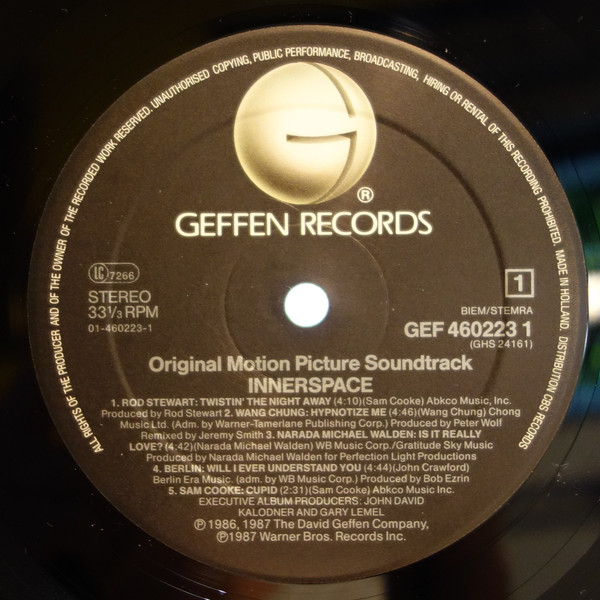 ALL RIGHTS OF THE PRODUCER AND OF THE OWNER OF THE RECORDED WORK RESERVED. UNAUTHORISED COPYING, PUBLIC PERFORMANCE, BROADCASTING, HIRING OR RENTAL OF THIS RECORDING PROHIBITED. MADE IN HOLLAND. DISTRIBUTION CBS RECORDS
G
®
GEFFEN RECORDS
LC 7266
STEREO
33⅓ RPM
01-460223-1
1
BIEM/STEMRA
GEF 460223 1
(GHS 24161)
Original Motion Picture Soundtrack
INNERSPACE
1. ROD STEWART: TWISTIN' THE NIGHT AWAY (4:10)(Sam Cooke) Abkco Music, Inc.
Produced by Rod Stewart 2. WANG CHUNG: HYPNOTIZE ME (4:46)(Wang Chung) Chong
Music Ltd. (Adm. by Warner-Tamerlane Publishing Corp.) Produced by Peter Wolf
Remixed by Jeremy Smith 3. NARADA MICHAEL WALDEN: IS IT REALLY
LOVE? (4:42)(Narada Michael Walden) WB Music Corp./Gratitude Sky Music
Produced by Narada Michael Walden for Perfection Light Productions
4. BERLIN: WILL I EVER UNDERSTAND YOU (4:44)(John Crawford)
Berlin Era Music. (adm. by WB Music Corp.) Produced by Bob Ezrin
5. SAM COOKE: CUPID (2:31)(Sam Cooke) Abkco Music Inc.
EXECUTIVE ALBUM PRODUCERS: JOHN DAVID
KALODNER AND GARY LEMEL
℗ 1986, 1987 The David Geffen Company,
©℗1987 Warner Bros. Records Inc.